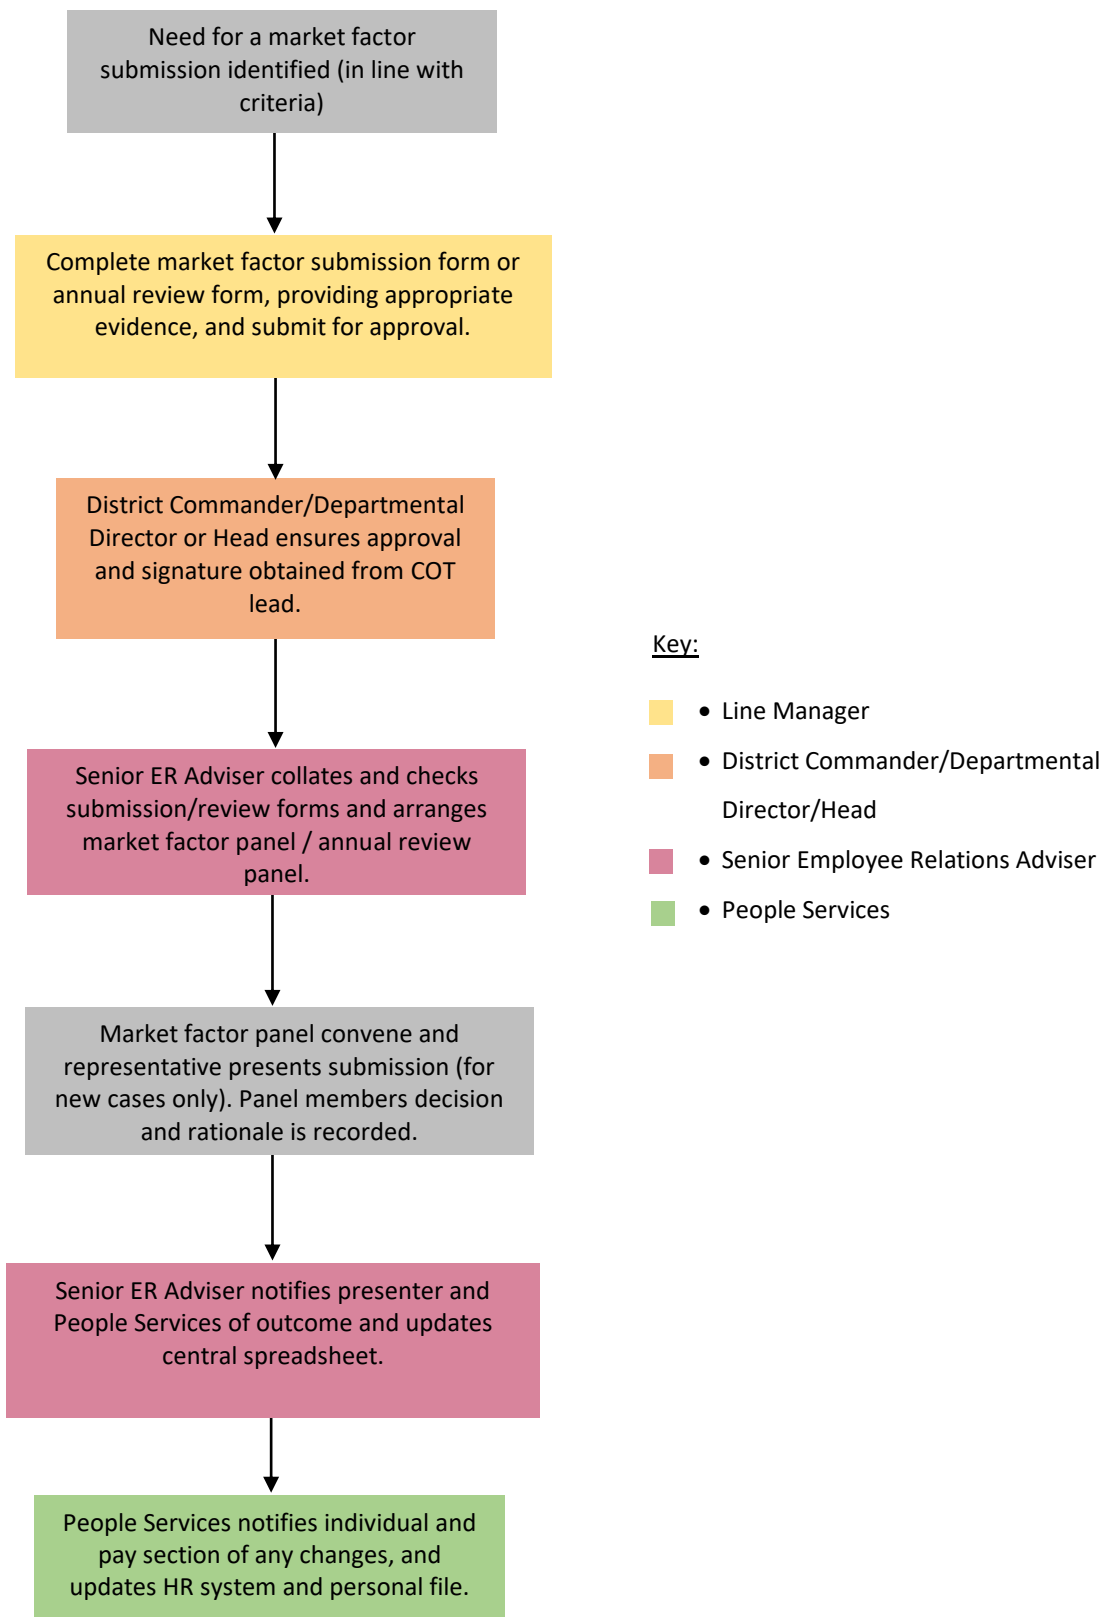 Need for a market factor
submission identified (in line with
criteria)
Complete market factor submission form or
annual review form, providing appropriate
evidence, and submit for approval.
District Commander/Departmental
Director or Head ensures approval
and signature obtained from COT
lead.
Senior ER Adviser collates and checks
submission/review forms and arranges
market factor panel / annual review
panel.
Market factor panel convene and
representative presents submission (for
new cases only). Panel members decision
and rationale is recorded.
Senior ER Adviser notifies presenter and
People Services of outcome and updates
central spreadsheet.
People Services notifies individual and
pay section of any changes, and
updates HR system and personal file.
Key:
• Line Manager
• District Commander/Departmental
Director/Head
• Senior Employee Relations Adviser
• People Services